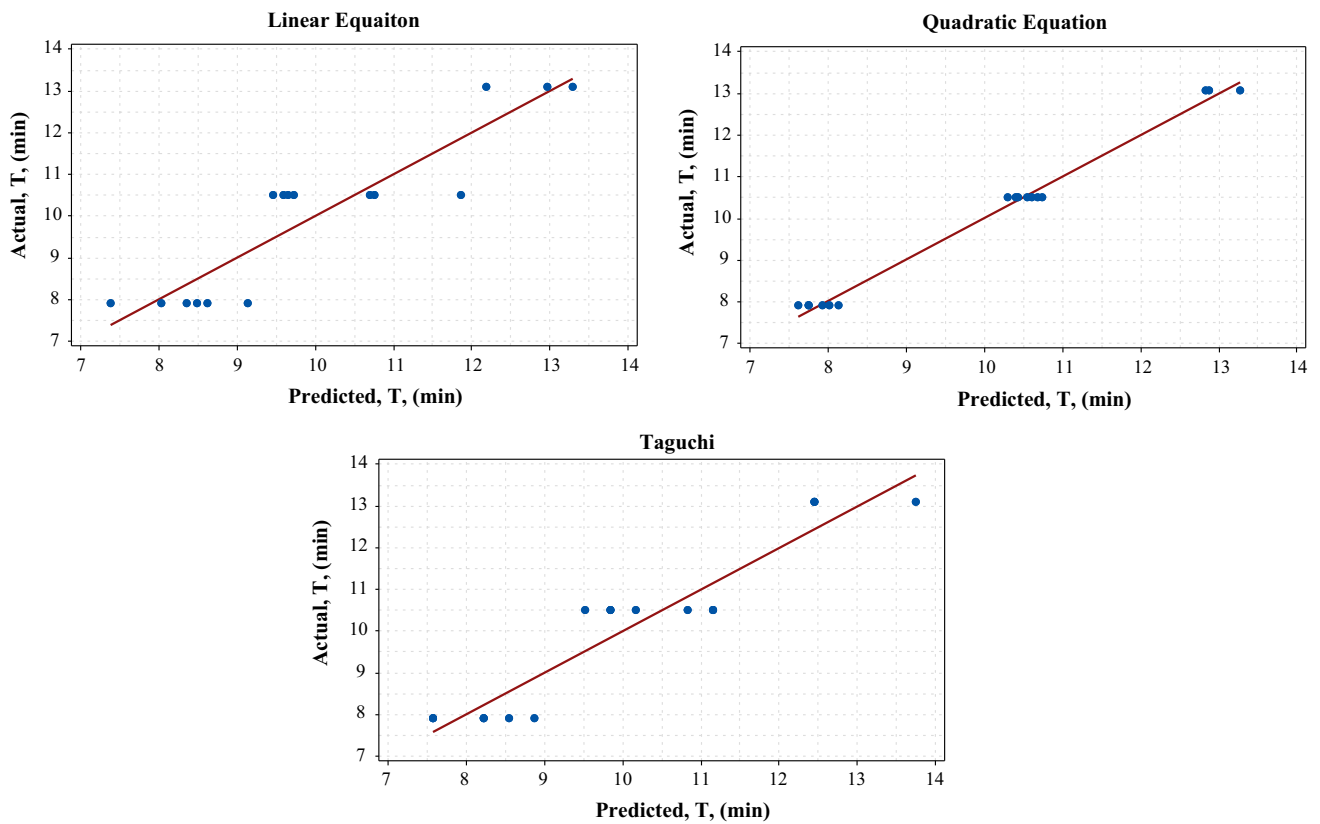 Linear Equaiton
14
13
12
11
10
9
8
7
Actual, T, (min)
7 8 9 10 11 12 13 14
Predicted, T, (min)
Quadratic Equation
14
13
12
11
10
9
8
7
Actual, T, (min)
7 8 9 10 11 12 13 14
Predicted, T, (min)
Taguchi
14
13
12
11
10
9
8
7
Actual, T, (min)
7 8 9 10 11 12 13 14
Predicted, T, (min)